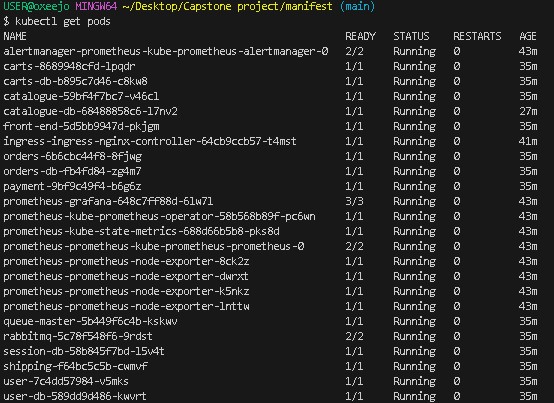 USER@oxeejo MINGW64 ~/Desktop/Capstone project/manifest (main)
$ kubectl get pods
NAME READY STATUS RESTARTS AGE
alertmanager-prometheus-kube-prometheus-alertmanager-0 2/2 Running 0 43m
carts-8689948cfd-lpqdr 1/1 Running 0 35m
carts-db-b895c7d46-c8kw8 1/1 Running 0 35m
catalogue-59bf4f7bc7-v46cl 1/1 Running 0 35m
catalogue-db-68488858c6-l7nv2 1/1 Running 0 27m
front-end-5d5bb9947d-pkjgm 1/1 Running 0 35m
ingress-ingress-nginx-controller-64cb9ccb57-t4mst 1/1 Running 0 41m
orders-6b6cbc44f8-8fjwg 1/1 Running 0 35m
orders-db-fb4fd84-zg4m7 1/1 Running 0 35m
payment-9bf9c49f4-b6g6z 1/1 Running 0 35m
prometheus-grafana-648c7ff88d-6lw7l 3/3 Running 0 43m
prometheus-kube-prometheus-operator-58b568b89f-pc6wn 1/1 Running 0 43m
prometheus-kube-state-metrics-688d66b5b8-pks8d 1/1 Running 0 43m
prometheus-prometheus-kube-prometheus-prometheus-0 2/2 Running 0 43m
prometheus-prometheus-node-exporter-8ck2z 1/1 Running 0 43m
prometheus-prometheus-node-exporter-dwrxt 1/1 Running 0 43m
prometheus-prometheus-node-exporter-k5nkz 1/1 Running 0 43m
prometheus-prometheus-node-exporter-lnttw 1/1 Running 0 43m
queue-master-5b449f6c4b-kskwv 1/1 Running 0 35m
rabbitmq-5c78f548f6-9rdst 2/2 Running 0 35m
session-db-58b845f7bd-l5v4t 1/1 Running 0 35m
shipping-f64bc5c5b-cwmvf 1/1 Running 0 35m
user-7c4dd57984-v5mks 1/1 Running 0 35m
user-db-589dd9d486-kwvrt 1/1 Running 0 35m